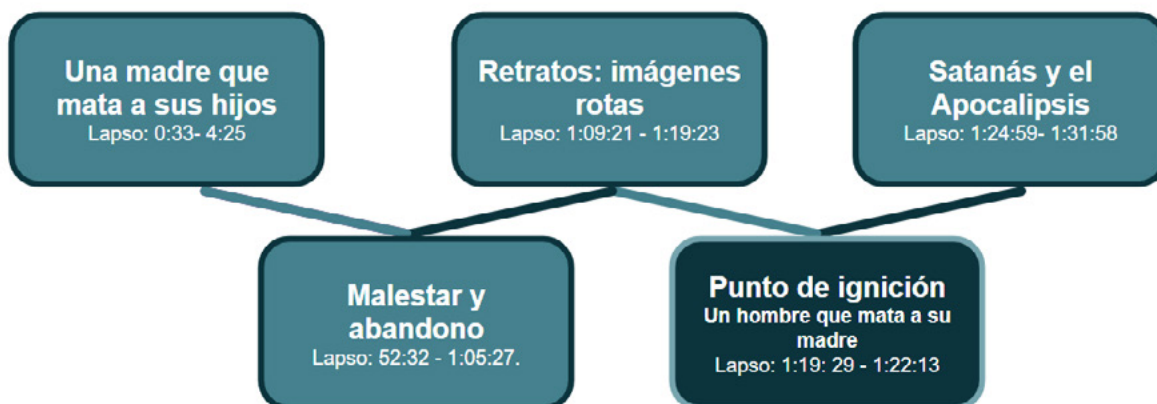 Una madre que
mata a sus hijos
Lapso: 0:33- 4:25
Retratos: imágenes
rotas
Lapso: 1:09:21 - 1:19:23
Satanás y el
Apocalipsis
Lapso: 1:24:59- 1:31:58
Malestar y
abandono
Lapso: 52:32 - 1:05:27.
Punto de ignición
Un hombre que mata a su
madre
Lapso: 1:19: 29 - 1:22:13